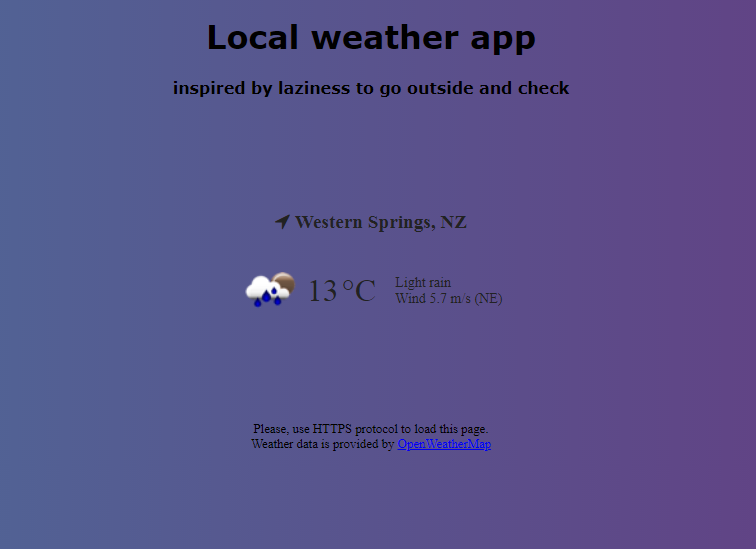 Local weather app
inspired by laziness to go outside and check
Western Springs, NZ
13 °C
Light rain
Wind 5.7 m/s (NE)
Please, use HTTPS protocol to load this page.
Weather data is provided by OpenWeatherMap